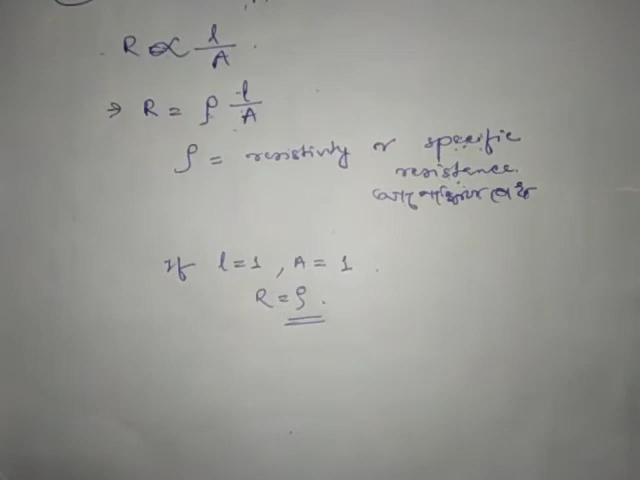 R ∝ l/A.
⇒ R = ρ l/A
ρ = resistivity or specific
resistance.
If l=1, A=1.
R=ρ.